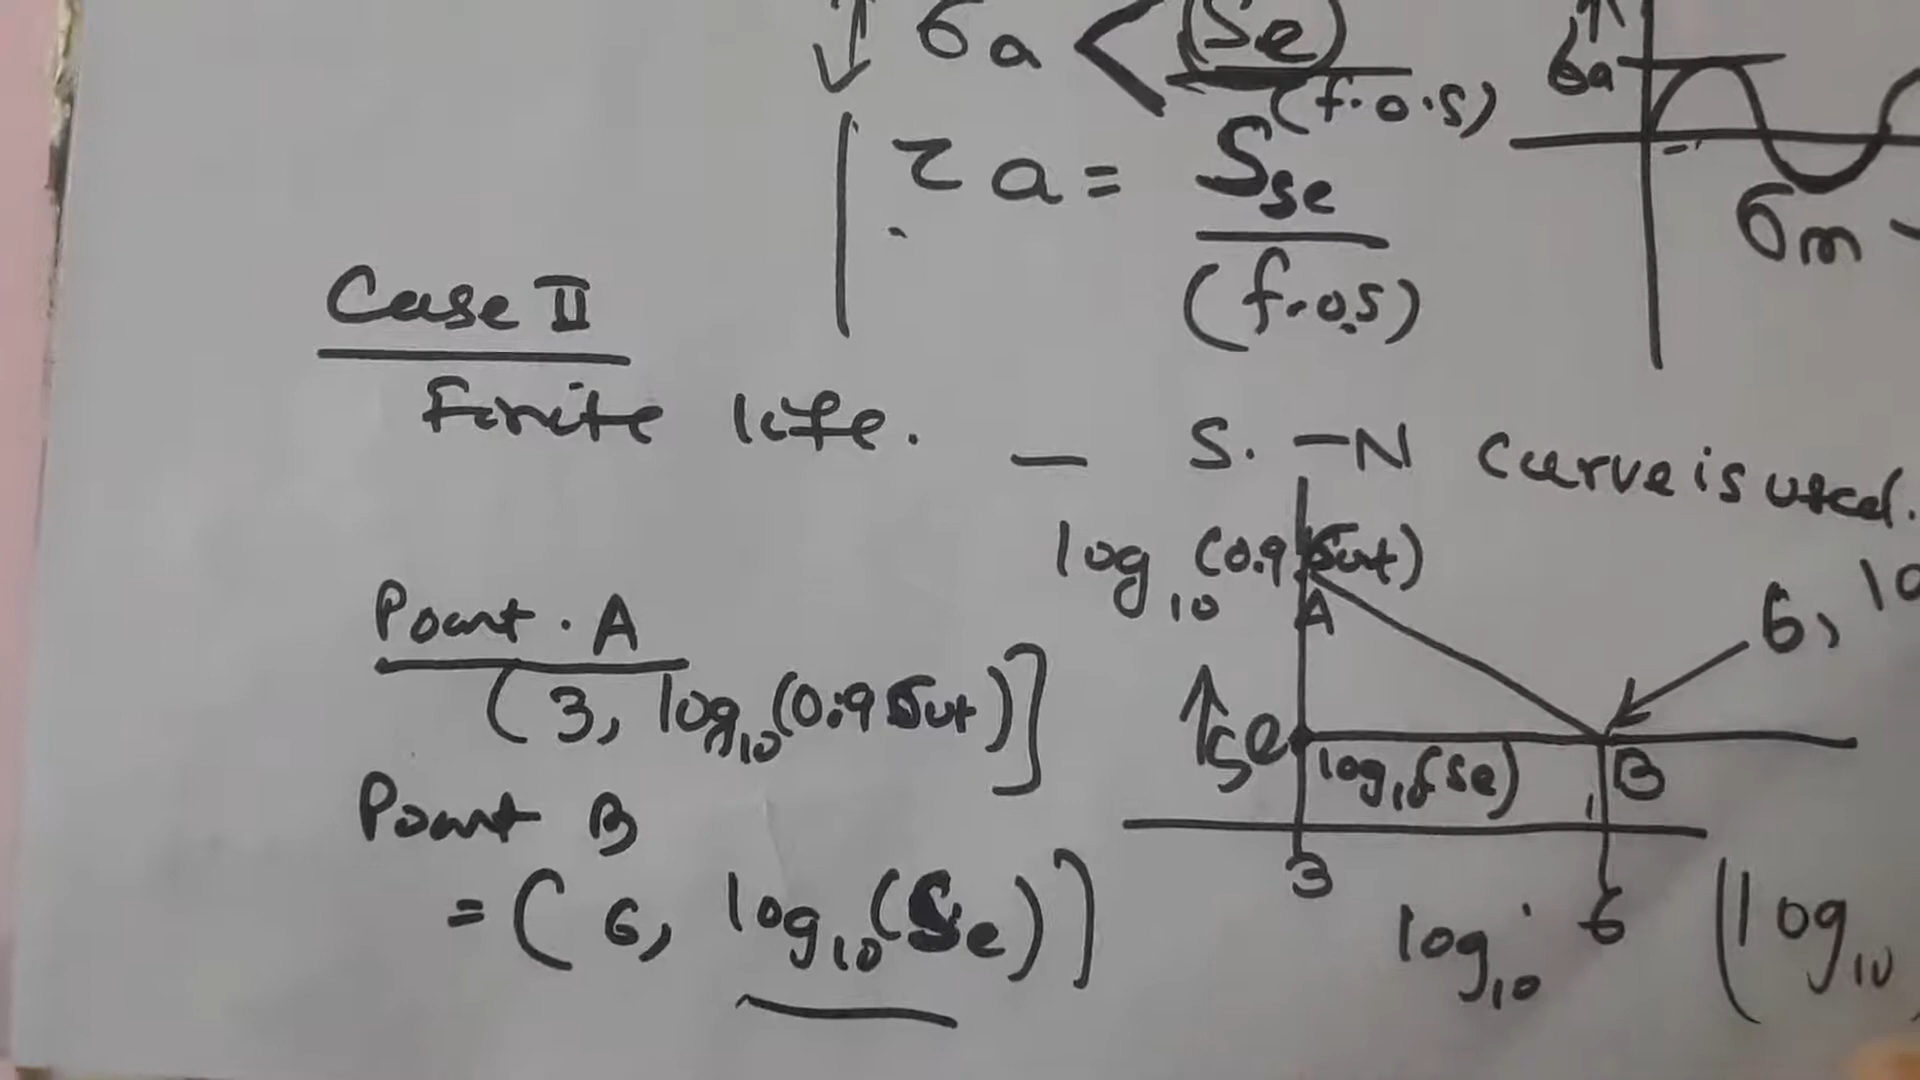 σa < (Se)
(f.o.s)
σa
τa = Sse
(f.o.s)
σm
Case II
Finite life. — S.–N curve is used.
log10 (0.9 Sut)
A
6, lo
Point . A
(3, log10(0.9 Sut)]
Se
log10(Se)
B
Point B
= (6, log10(Se)]
3
6
log10
(log10